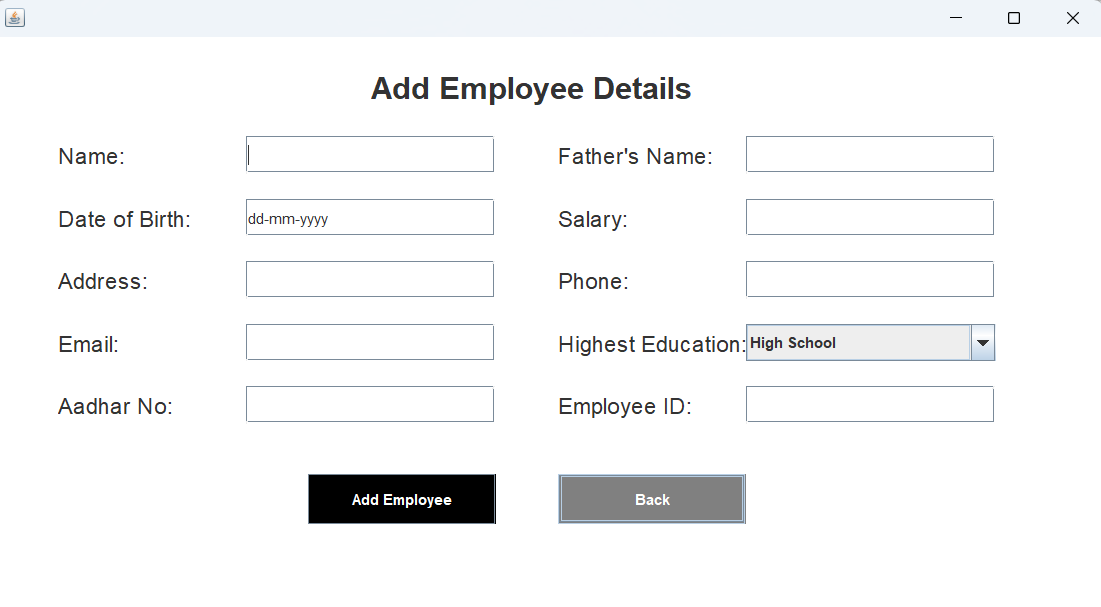 Add Employee Details
Name:
Father's Name:
Date of Birth: dd-mm-yyyy
Salary:
Address:
Phone:
Email:
Highest Education: High School
Aadhar No:
Employee ID:
Add Employee
Back